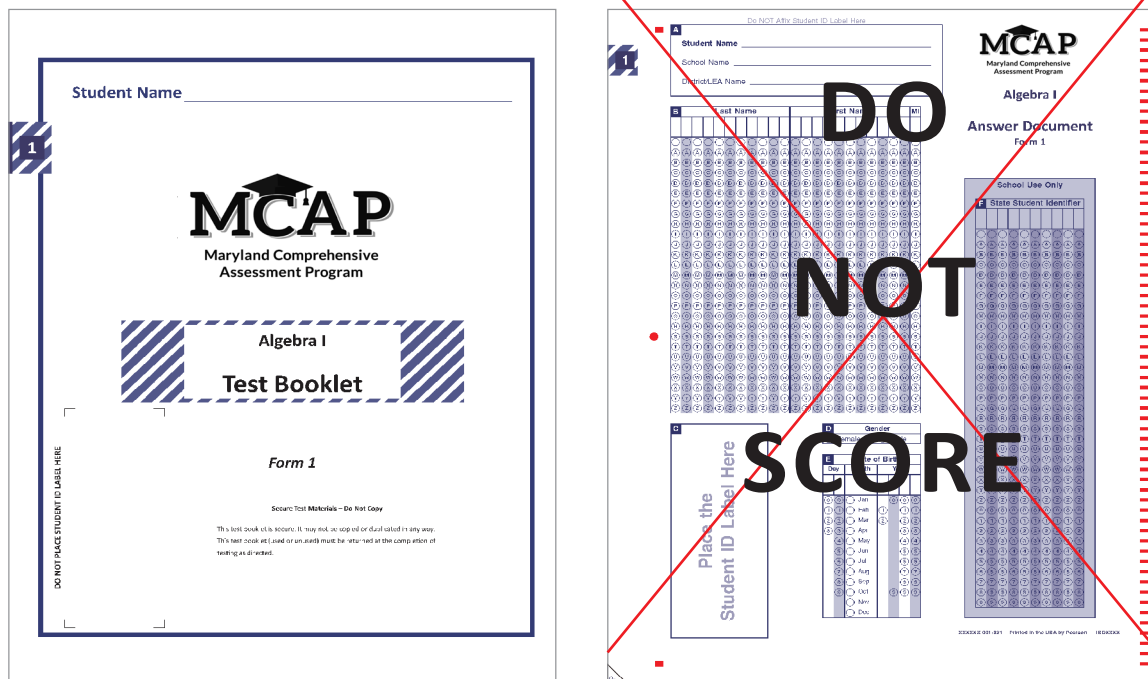 Student Name
1
MCAP
Maryland Comprehensive
Assessment Program
Algebra I
Test Booklet
DO NOT PLACE STUDENT ID LABEL HERE
Form 1
Secure Test Materials – Do Not Copy
This test booklet is secure. It may not be copied or duplicated in any way.
This test booklet (used or unused) must be returned at the completion of
testing as directed.
Do NOT Affix Student ID Label Here
A
Student Name
School Name
District/LEA Name
1
MCAP
Maryland Comprehensive
Assessment Program
Algebra I
Answer Document
Form 1
B
Last Name
First Name
MI
DO
NOT
SCORE
School Use Only
F State Student Identifier
C
Place the
Student ID Label Here
D Gender
E Date of Birth
Day
Jan
Feb
Mar
Apr
May
Jun
Jul
Aug
Sep
Oct
Nov
Dec
Printed in the USA by Pearson